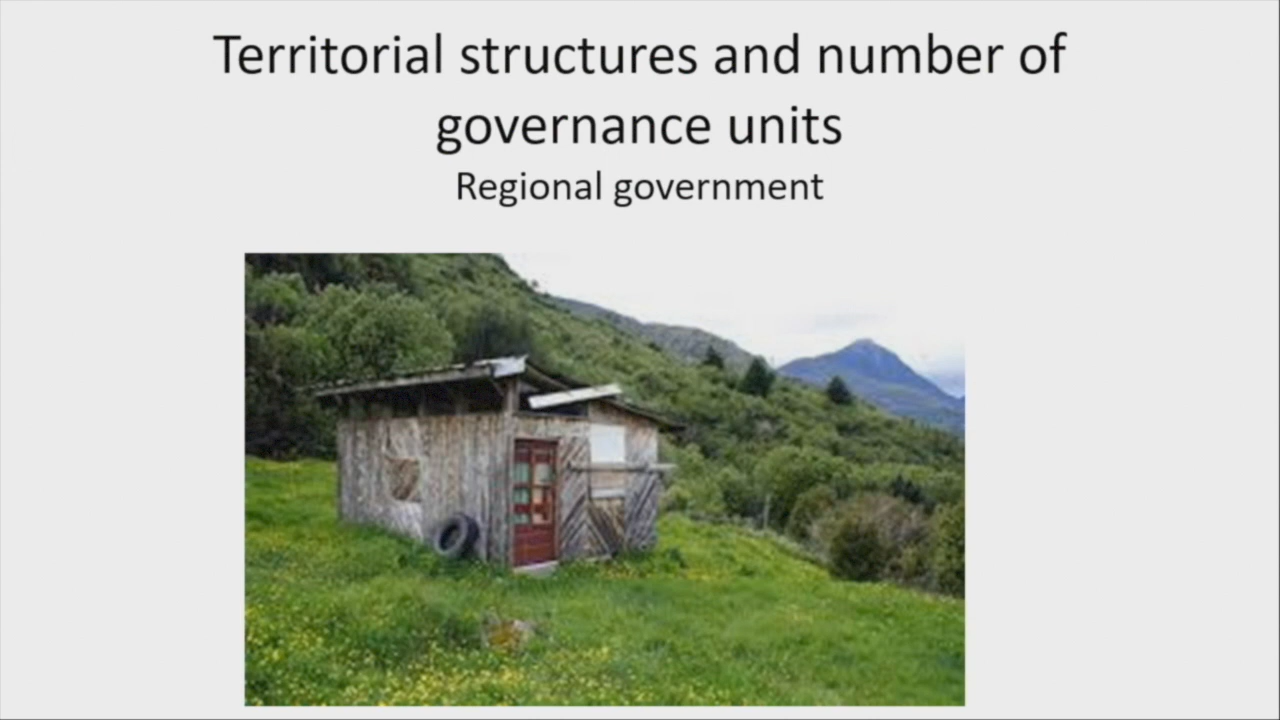 Territorial structures and number of
governance units
Regional government